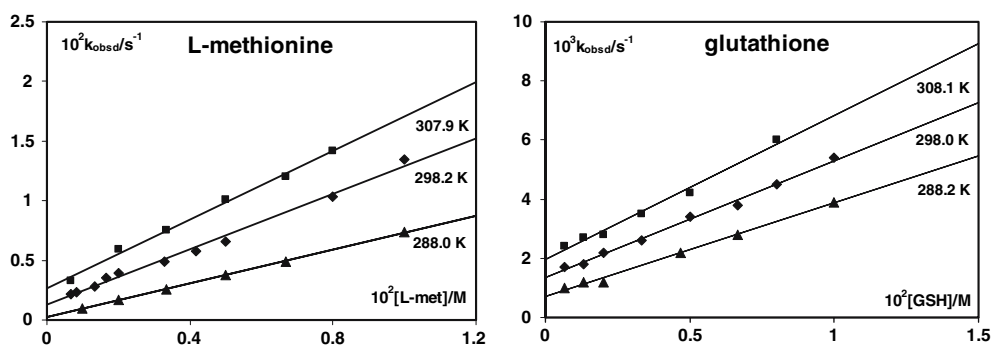 10²kobsd/s⁻¹
L-methionine
2.5
2
1.5
1
0.5
0
307.9 K
298.2 K
288.0 K
10²[L-met]/M
0 0.4 0.8 1.2
10³kobsd/s⁻¹
glutathione
10
8
6
4
2
0
308.1 K
298.0 K
288.2 K
10²[GSH]/M
0 0.5 1 1.5